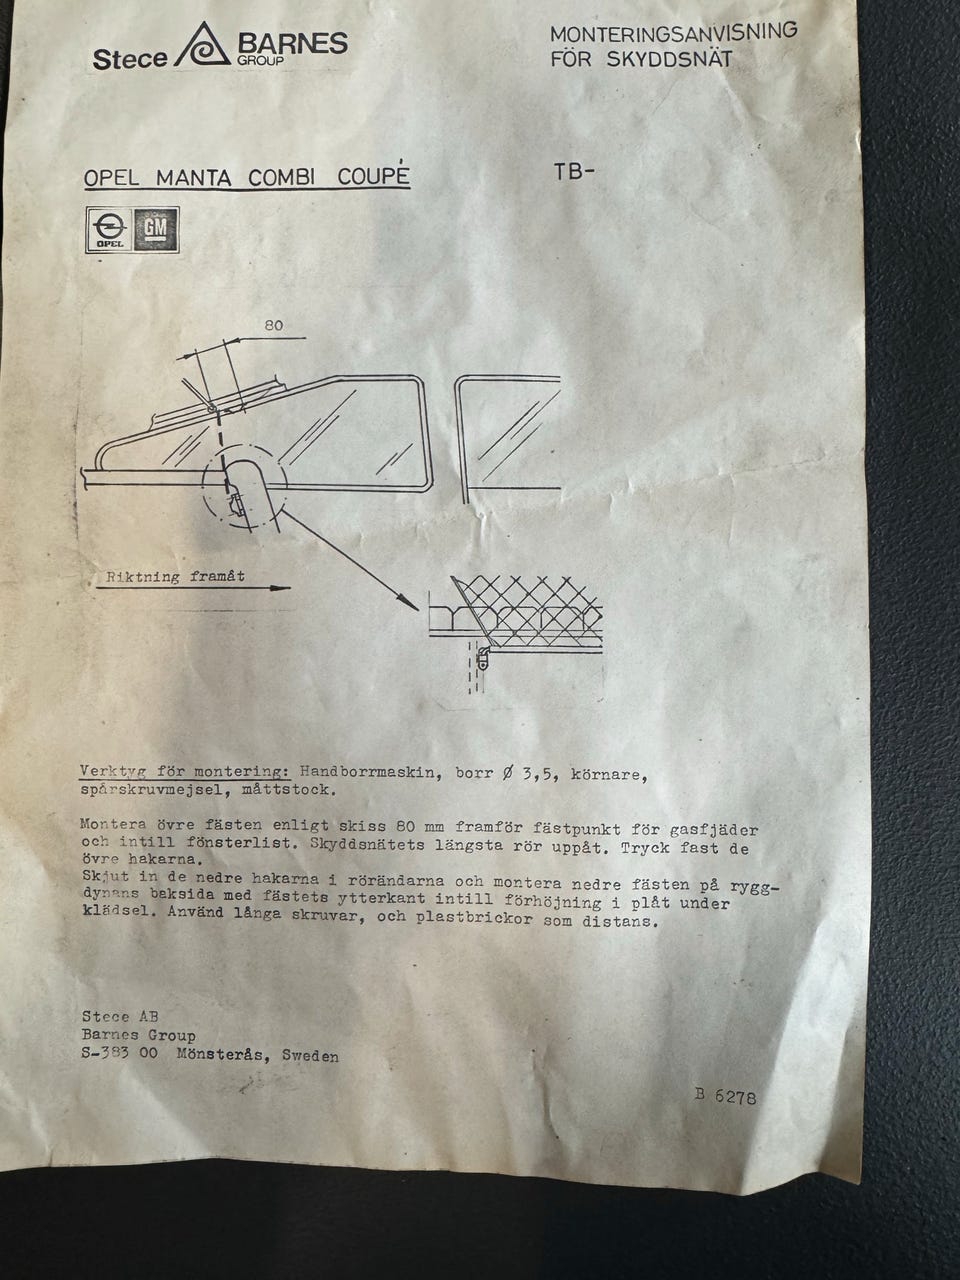 Stece BARNES
GROUP
MONTERINGSANVISNING
FÖR SKYDDSNÄT
OPEL MANTA COMBI COUPÉ
TB-
OPEL
GM
80
Riktning framåt
Verktyg för montering: Handborrmaskin, borr Ø 3,5, körnare,
spårskruvmejsel, måttstock.
Montera övre fästen enligt skiss 80 mm framför fästpunkt för gasfjäder
och intill fönsterlist. Skyddsnätets längsta rör uppåt. Tryck fast de
övre hakarna.
Skjut in de nedre hakarna i rörändarna och montera nedre fästen på rygg-
dynans baksida med fästets ytterkant intill förhöjning i plåt under
klädsel. Använd långa skruvar, och plastbrickor som distans.
Stece AB
Barnes Group
S-383 00 Mönsterås, Sweden
B 6278